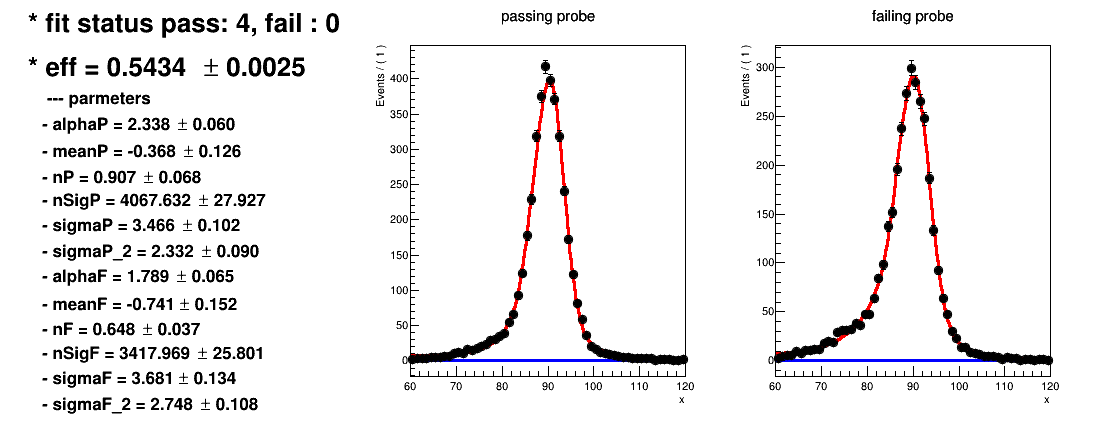 * fit status pass: 4, fail : 0
* eff = 0.5434 ± 0.0025
--- parmeters
- alphaP = 2.338 ± 0.060
- meanP = -0.368 ± 0.126
- nP = 0.907 ± 0.068
- nSigP = 4067.632 ± 27.927
- sigmaP = 3.466 ± 0.102
- sigmaP_2 = 2.332 ± 0.090
- alphaF = 1.789 ± 0.065
- meanF = -0.741 ± 0.152
- nF = 0.648 ± 0.037
- nSigF = 3417.969 ± 25.801
- sigmaF = 3.681 ± 0.134
- sigmaF_2 = 2.748 ± 0.108
passing probe
Events / ( 1 )
400
350
300
250
200
150
100
50
0
60 70 80 90 100 110 120
x
failing probe
Events / ( 1 )
300
250
200
150
100
50
0
60 70 80 90 100 110 120
x